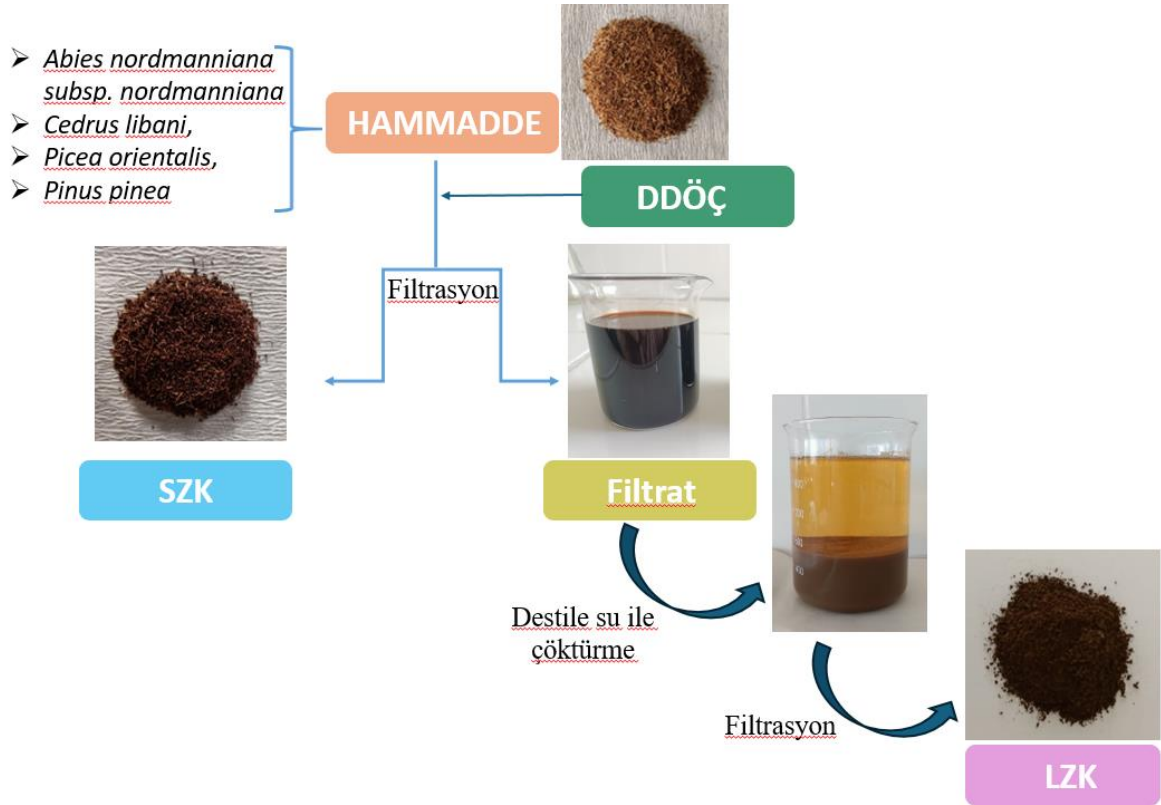 ➢ Abies nordmanniana
subsp. nordmanniana
➢ Cedrus libani,
➢ Picea orientalis,
➢ Pinus pinea
HAMMADDE
DDÖÇ
Filtrasyon
SZK
Filtrat
Destile su ile
çöktürme
Filtrasyon
LZK